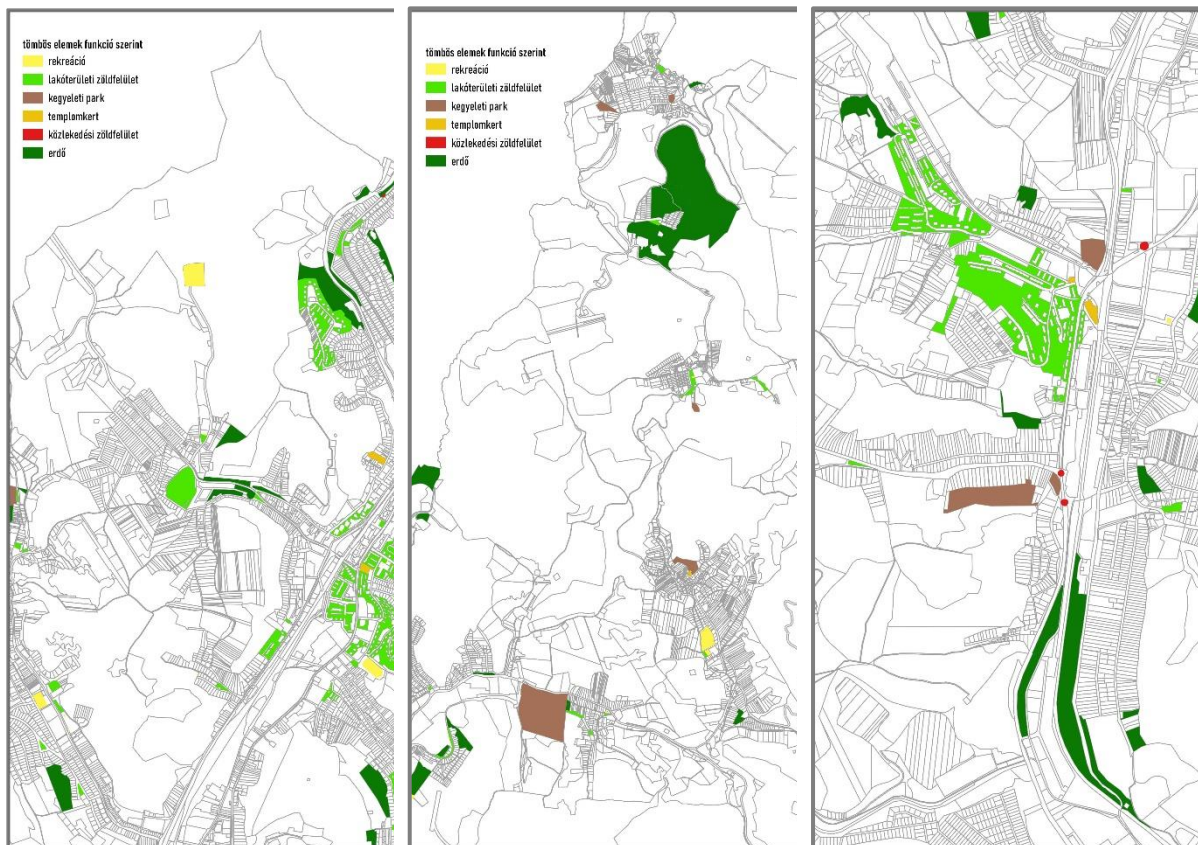 tömbös elemek funkció szerint
rekreáció
lakóterületi zöldfelület
kegyeleti park
templomkert
közlekedési zöldfelület
erdő
tömbös elemek funkció szerint
rekreáció
lakóterületi zöldfelület
kegyeleti park
templomkert
közlekedési zöldfelület
erdő